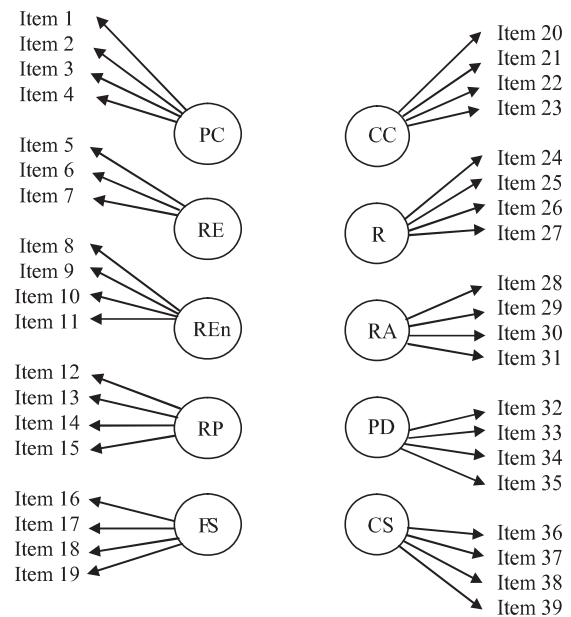 Item 1
Item 2
Item 3
Item 4
PC
Item 5
Item 6
Item 7
RE
Item 8
Item 9
Item 10
Item 11
REn
Item 12
Item 13
Item 14
Item 15
RP
Item 16
Item 17
Item 18
Item 19
FS
Item 20
Item 21
Item 22
Item 23
CC
Item 24
Item 25
Item 26
Item 27
R
Item 28
Item 29
Item 30
Item 31
RA
Item 32
Item 33
Item 34
Item 35
PD
Item 36
Item 37
Item 38
Item 39
CS